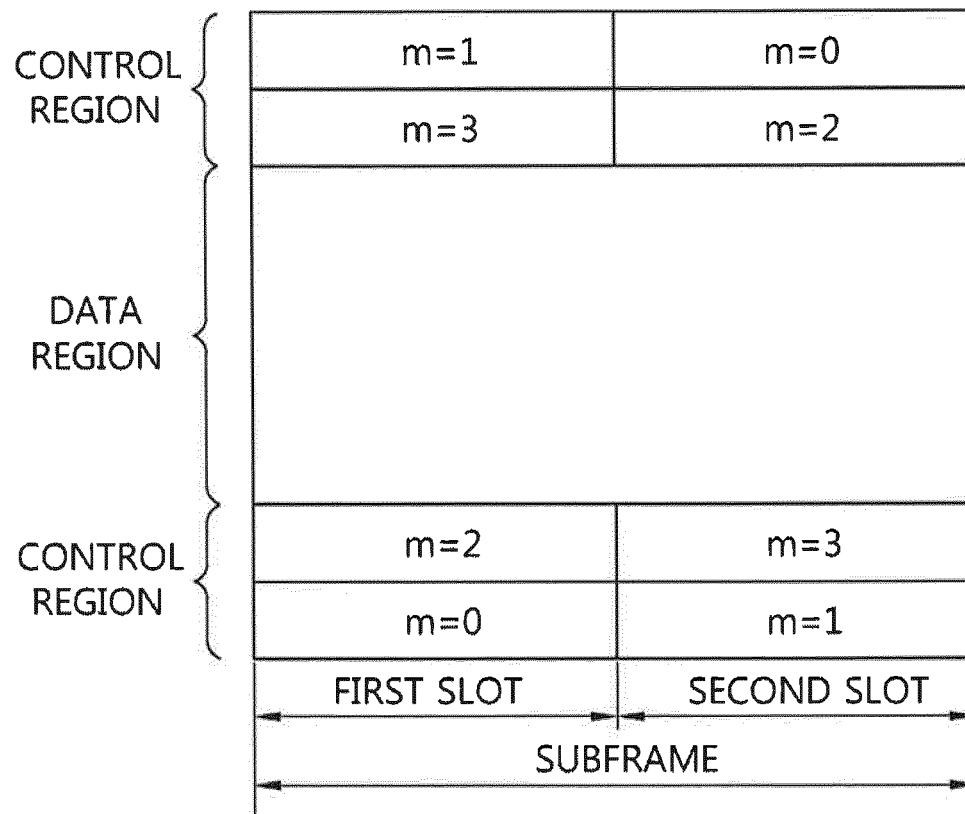 CONTROL
REGION
m=1
m=0
m=3
m=2
DATA
REGION
CONTROL
REGION
m=2
m=3
m=0
m=1
FIRST SLOT
SECOND SLOT
SUBFRAME